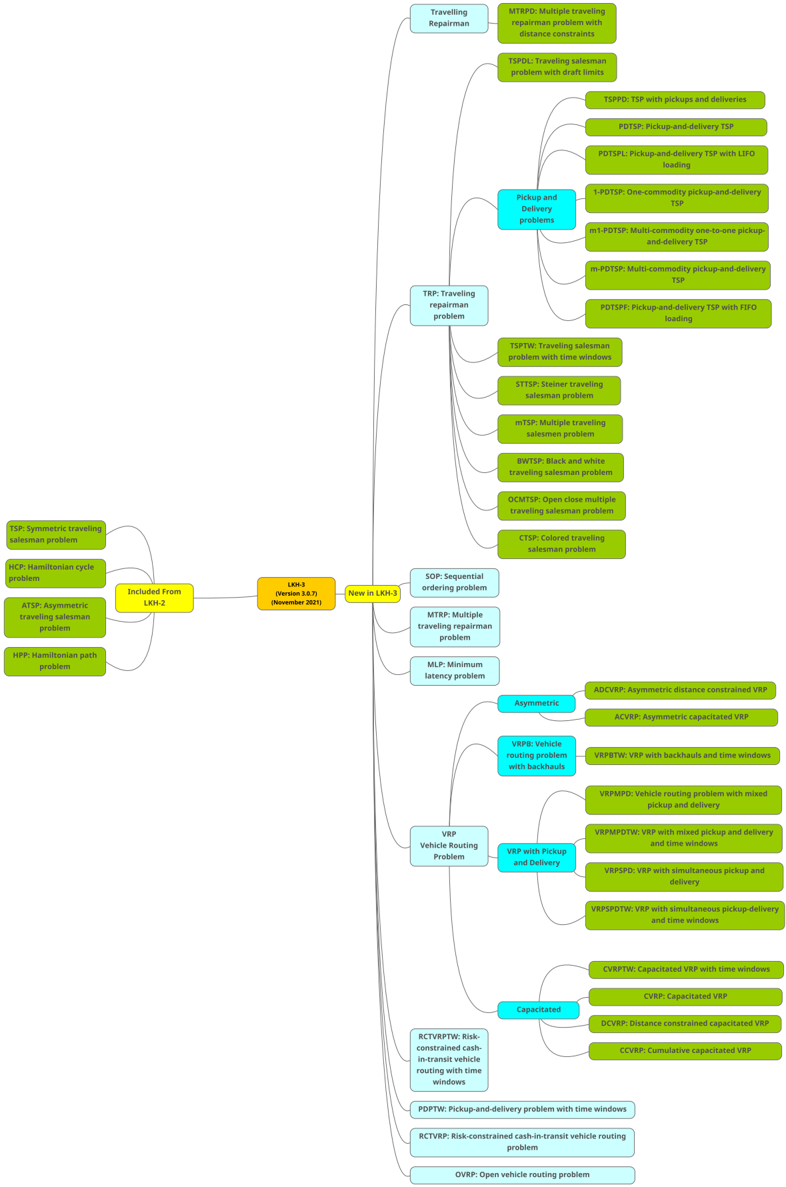 TSP: Symmetric traveling
salesman problem
HCP: Hamiltonian cycle
problem
ATSP: Asymmetric
traveling salesman
problem
HPP: Hamiltonian path
problem
Included From
LKH-2
LKH-3
(Version 3.0.7)
(November 2021)
New in LKH-3
Travelling
Repairman
MTRPD: Multiple traveling
repairman problem with
distance constraints
TRP: Traveling
repairman
problem
TSPDL: Traveling salesman
problem with draft limits
Pickup and
Delivery
problems
TSPPD: TSP with pickups and deliveries
PDTSP: Pickup-and-delivery TSP
PDTSPL: Pickup-and-delivery TSP with LIFO
loading
1-PDTSP: One-commodity pickup-and-delivery
TSP
m1-PDTSP: Multi-commodity one-to-one pickup-
and-delivery TSP
m-PDTSP: Multi-commodity pickup-and-delivery
TSP
PDTSPF: Pickup-and-delivery TSP with FIFO
loading
TSPTW: Traveling salesman
problem with time windows
STTSP: Steiner traveling
salesman problem
mTSP: Multiple traveling
salesmen problem
BWTSP: Black and white
traveling salesman problem
OCMTSP: Open close multiple
traveling salesman problem
CTSP: Colored traveling
salesman problem
SOP: Sequential
ordering problem
MTRP: Multiple
traveling repairman
problem
MLP: Minimum
latency problem
VRP
Vehicle Routing
Problem
Asymmetric
ADCVRP: Asymmetric distance constrained VRP
ACVRP: Asymmetric capacitated VRP
VRPB: Vehicle
routing problem
with backhauls
VRPBTW: VRP with backhauls and time windows
VRP with Pickup
and Delivery
VRPMPD: Vehicle routing problem with mixed
pickup and delivery
VRPMPDTW: VRP with mixed pickup and delivery
and time windows
VRPSPD: VRP with simultaneous pickup and
delivery
VRPSPDTW: VRP with simultaneous pickup-delivery
and time windows
Capacitated
CVRPTW: Capacitated VRP with time windows
CVRP: Capacitated VRP
DCVRP: Distance constrained capacitated VRP
CCVRP: Cumulative capacitated VRP
RCTVRPTW: Risk-
constrained cash-
in-transit vehicle
routing with time
windows
PDPTW: Pickup-and-delivery problem with time windows
RCTVRP: Risk-constrained cash-in-transit vehicle routing
problem
OVRP: Open vehicle routing problem